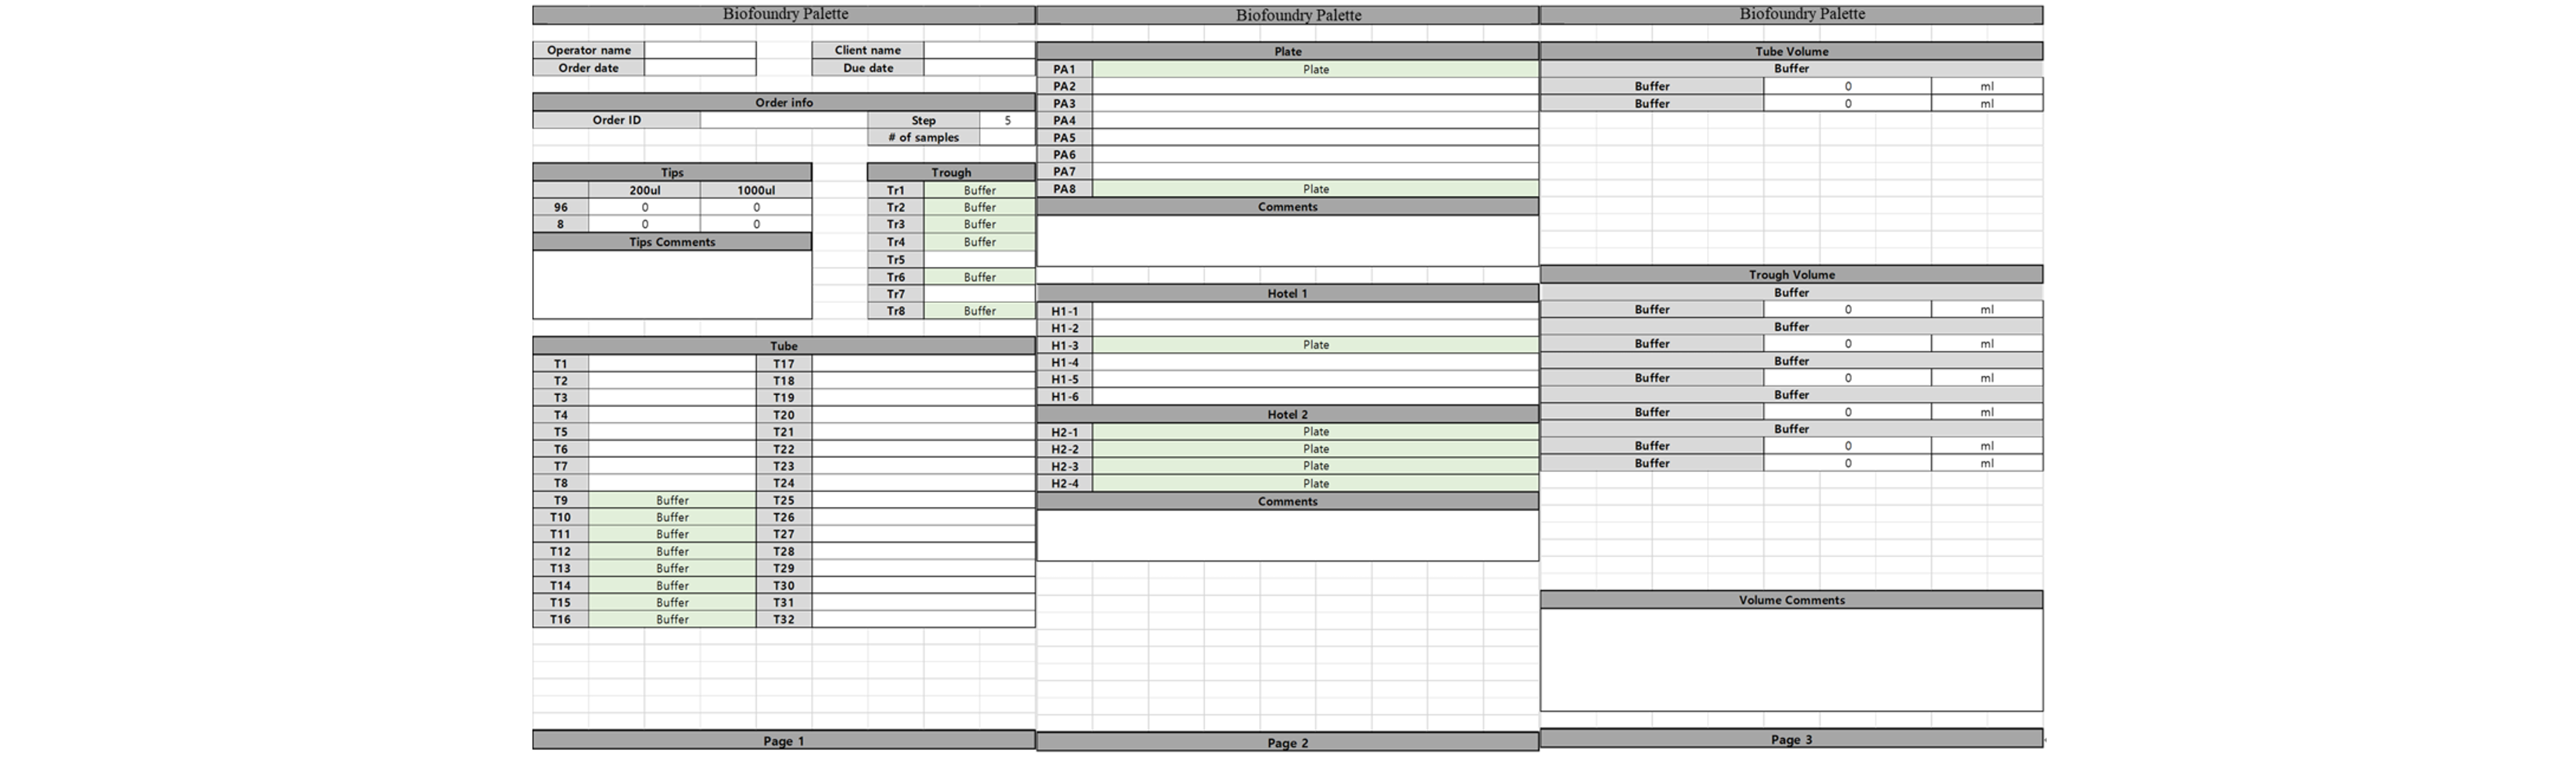 Biofoundry Palette
Operator name Client name
Order date Due date
Order info
Order ID Step 5
# of samples
Tips Trough
200ul 1000ul Tr1 Buffer
96 0 0 Tr2 Buffer
8 0 0 Tr3 Buffer
Tips Comments Tr4 Buffer
Tr5
Tr6 Buffer
Tr7
Tr8 Buffer
Tube
T1 T17
T2 T18
T3 T19
T4 T20
T5 T21
T6 T22
T7 T23
T8 T24
T9 Buffer T25
T10 Buffer T26
T11 Buffer T27
T12 Buffer T28
T13 Buffer T29
T14 Buffer T30
T15 Buffer T31
T16 Buffer T32
Page 1
Biofoundry Palette
Plate
PA1 Plate
PA2
PA3
PA4
PA5
PA6
PA7
PA8 Plate
Comments
Hotel 1
H1-1
H1-2
H1-3 Plate
H1-4
H1-5
H1-6
Hotel 2
H2-1 Plate
H2-2 Plate
H2-3 Plate
H2-4 Plate
Comments
Page 2
Biofoundry Palette
Tube Volume
Buffer
Buffer 0 ml
Buffer 0 ml
Trough Volume
Buffer
Buffer 0 ml
Buffer
Buffer 0 ml
Buffer
Buffer 0 ml
Buffer
Buffer 0 ml
Buffer
Buffer 0 ml
Buffer 0 ml
Volume Comments
Page 3